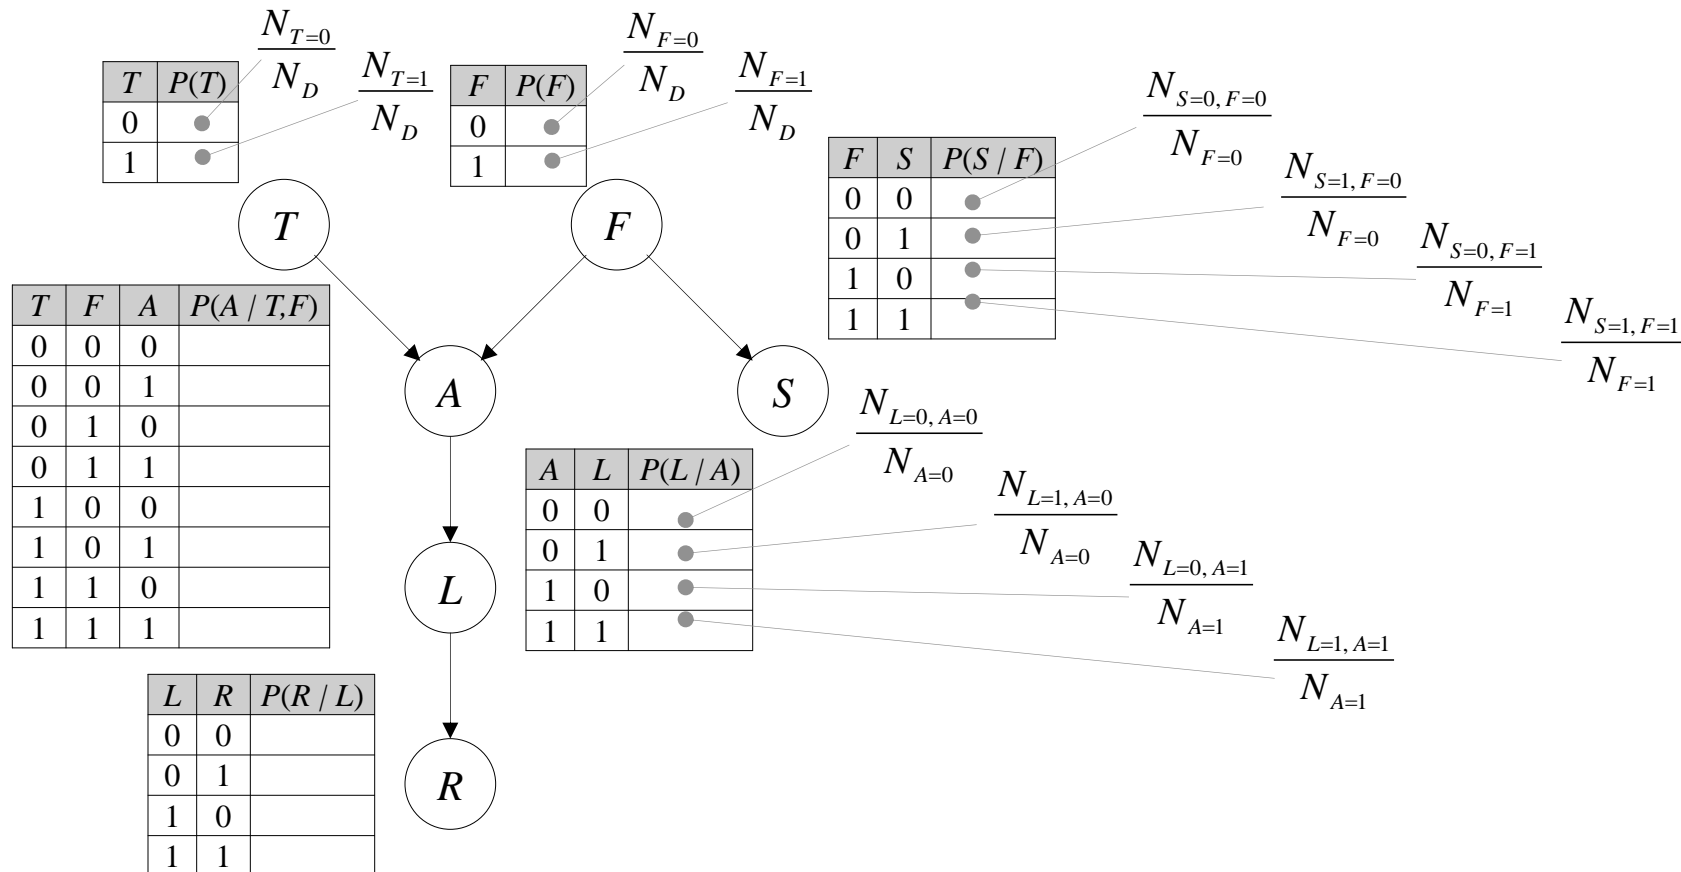 T P(T)
0
1
N_{T=0} / N_D
N_{T=1} / N_D
F P(F)
0
1
N_{F=0} / N_D
N_{F=1} / N_D
F S P(S / F)
0 0
0 1
1 0
1 1
N_{S=0, F=0} / N_{F=0}
N_{S=1, F=0} / N_{F=0}
N_{S=0, F=1} / N_{F=1}
N_{S=1, F=1} / N_{F=1}
T
F
T F A P(A / T,F)
0 0 0
0 0 1
0 1 0
0 1 1
1 0 0
1 0 1
1 1 0
1 1 1
A
S
A L P(L / A)
0 0
0 1
1 0
1 1
N_{L=0, A=0} / N_{A=0}
N_{L=1, A=0} / N_{A=0}
N_{L=0, A=1} / N_{A=1}
N_{L=1, A=1} / N_{A=1}
L
L R P(R / L)
0 0
0 1
1 0
1 1
R